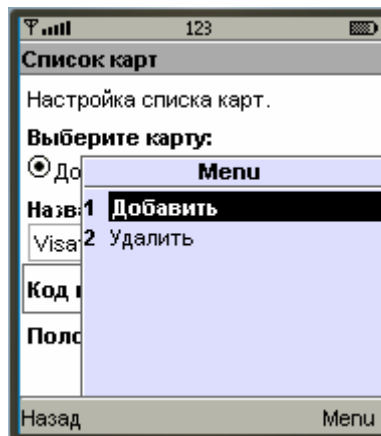 123
Список карт
Настройка списка карт.
Выберите карту:
До
Menu
Назв
1 Добавить
Visa
2 Удалить
Код
Поло
Назад Menu